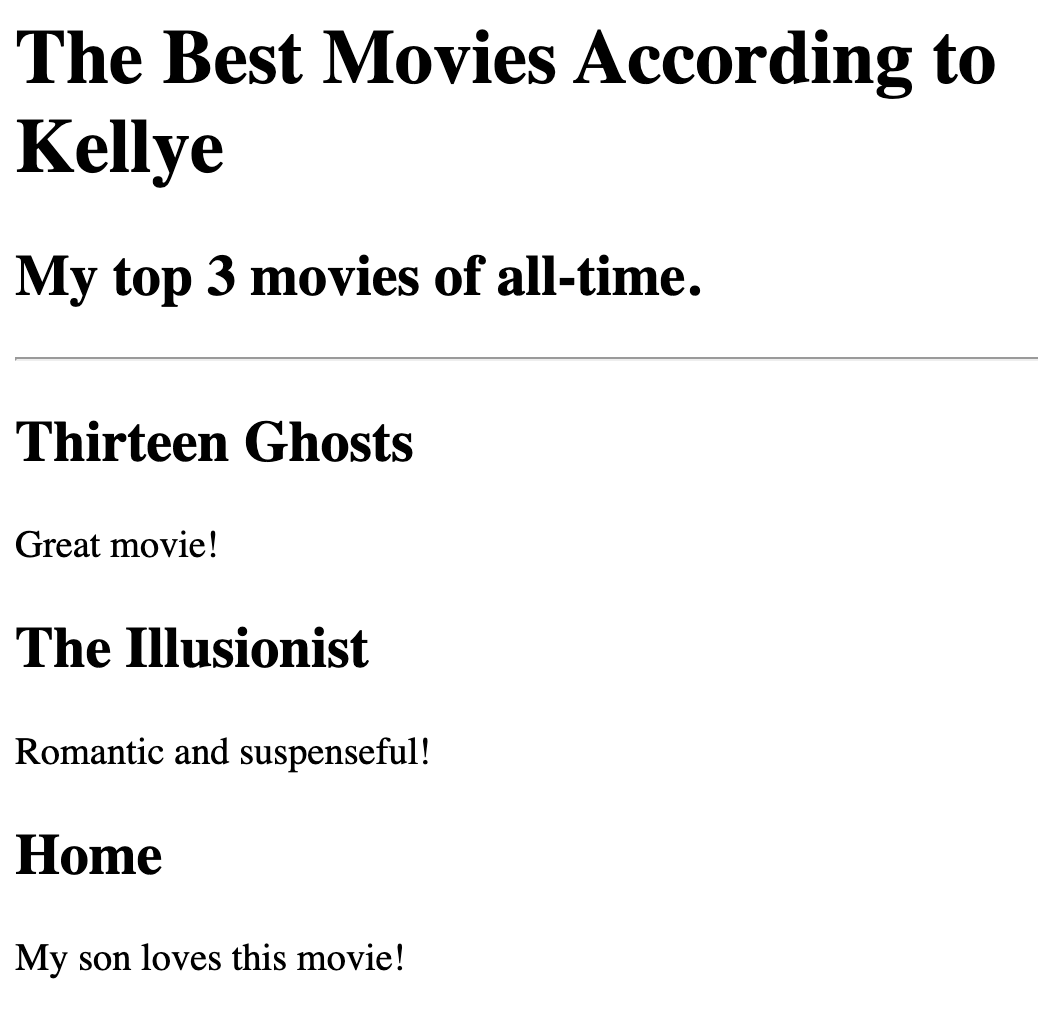 The Best Movies According to
Kellye
My top 3 movies of all-time.
Thirteen Ghosts
Great movie!
The Illusionist
Romantic and suspenseful!
Home
My son loves this movie!